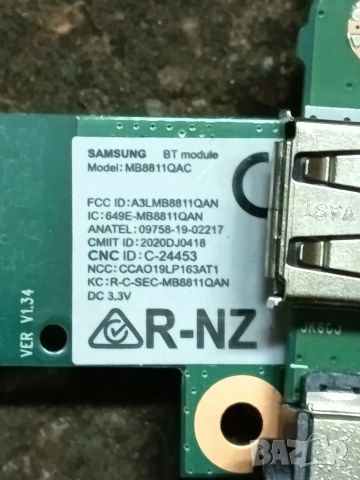 SAMSUNG BT module
Model: MB8811QAC
FCC ID:A3LMB8811QAN
IC:649E-MB8811QAN
ANATEL: 09758-19-02217
CMIIT ID:2020DJ0418
CNC ID: C-24453
NCC: CCAO19LP163AT1
KC: R-C-SEC-MB8811QAN
DC 3.3V
R-NZ
VER V1.34
BAZAR